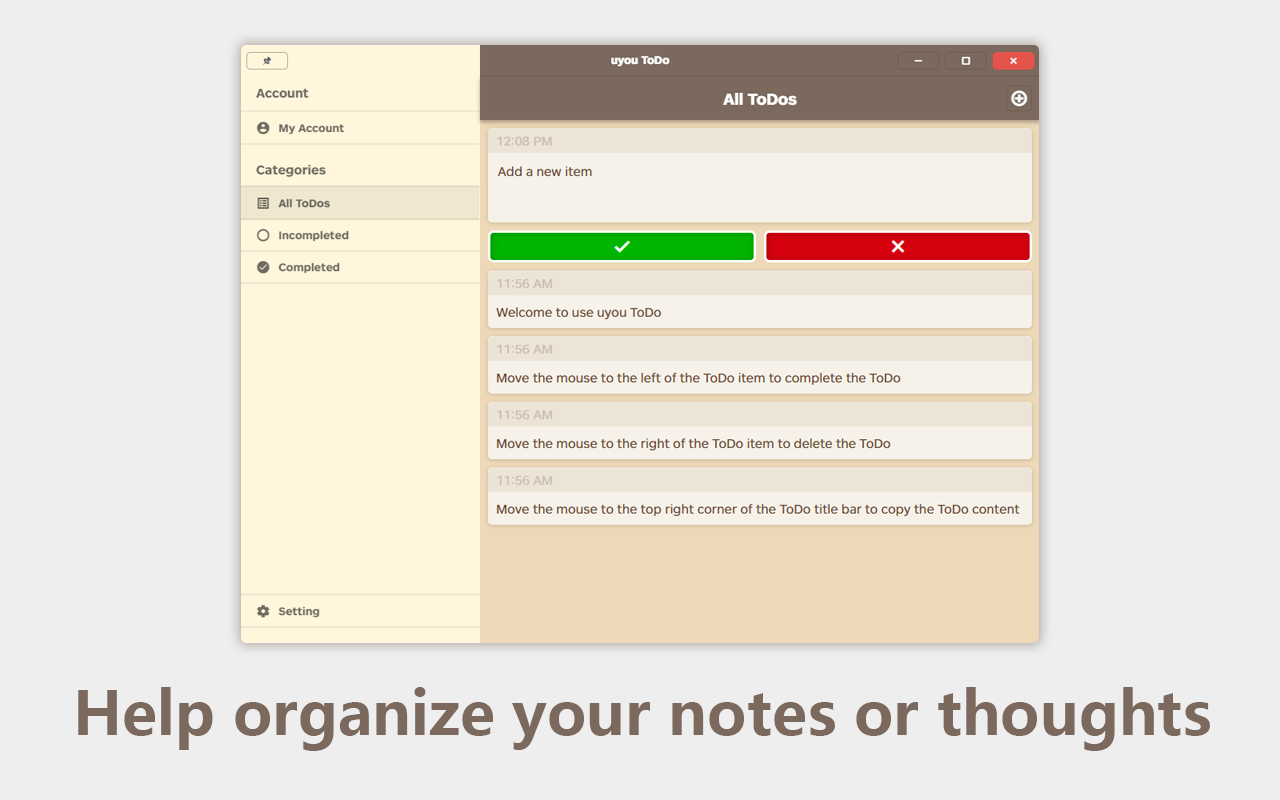 uyou ToDo
Account
My Account
Categories
All ToDos
Incompleted
Completed
Setting
All ToDos
12:08 PM
Add a new item
11:56 AM
Welcome to use uyou ToDo
11:56 AM
Move the mouse to the left of the ToDo item to complete the ToDo
11:56 AM
Move the mouse to the right of the ToDo item to delete the ToDo
11:56 AM
Move the mouse to the top right corner of the ToDo title bar to copy the ToDo content
Help organize your notes or thoughts